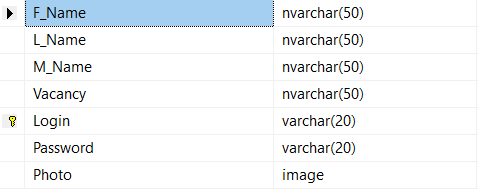 F_Name nvarchar(50)
L_Name nvarchar(50)
M_Name nvarchar(50)
Vacancy nvarchar(50)
Login varchar(20)
Password varchar(20)
Photo image